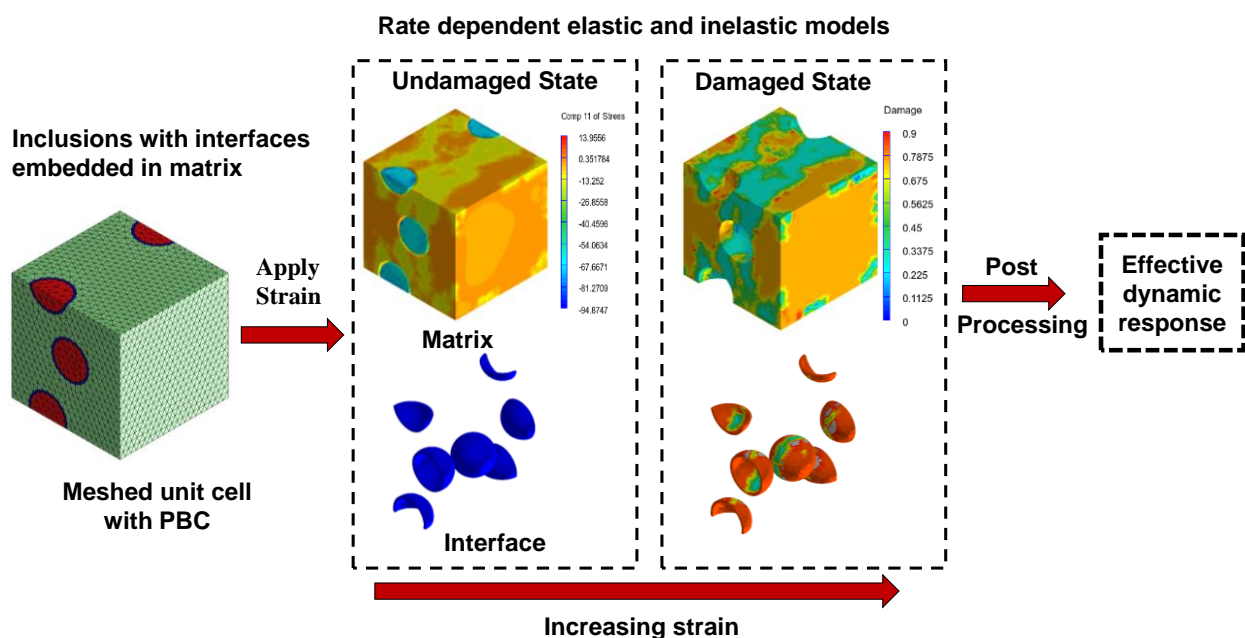 Rate dependent elastic and inelastic models
Inclusions with interfaces
embedded in matrix
Meshed unit cell
with PBC
Apply
Strain
Undamaged State
Comp 11 of Stress
13.9556
0.351784
-13.252
-26.8558
-40.4596
-54.0634
-67.6671
-81.2709
-94.8747
Matrix
Interface
Damaged State
Damage
0.9
0.7875
0.675
0.5625
0.45
0.3375
0.225
0.1125
0
Increasing strain
Post
Processing
Effective
dynamic
response